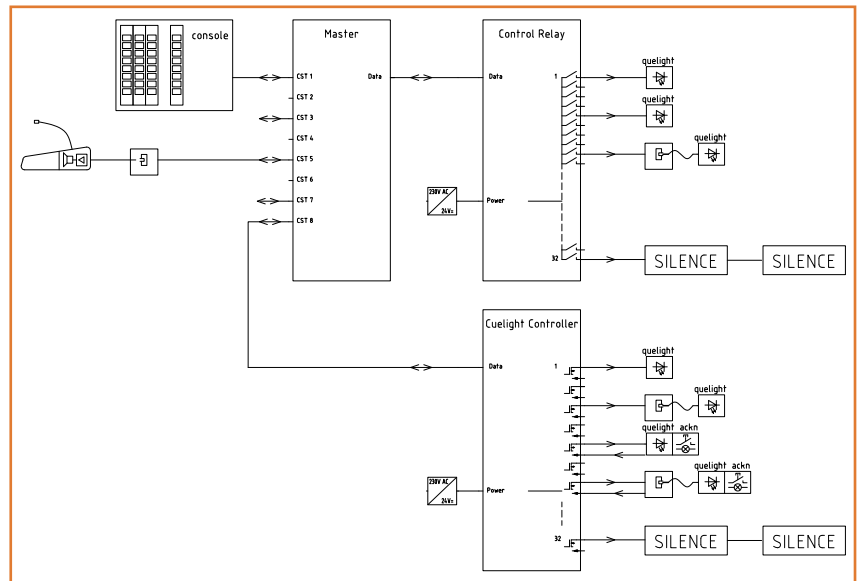 console
Master
Control Relay
CST 1
Data
Data
1
quelight
CST 2
CST 3
quelight
CST 4
CST 5
quelight
CST 6
CST 7
230V AC
24V=
Power
CST 8
32
SILENCE
SILENCE
Cuelight Controller
quelight
Data
1
quelight
quelight ackn
quelight ackn
230V AC
24V=
Power
32
SILENCE
SILENCE